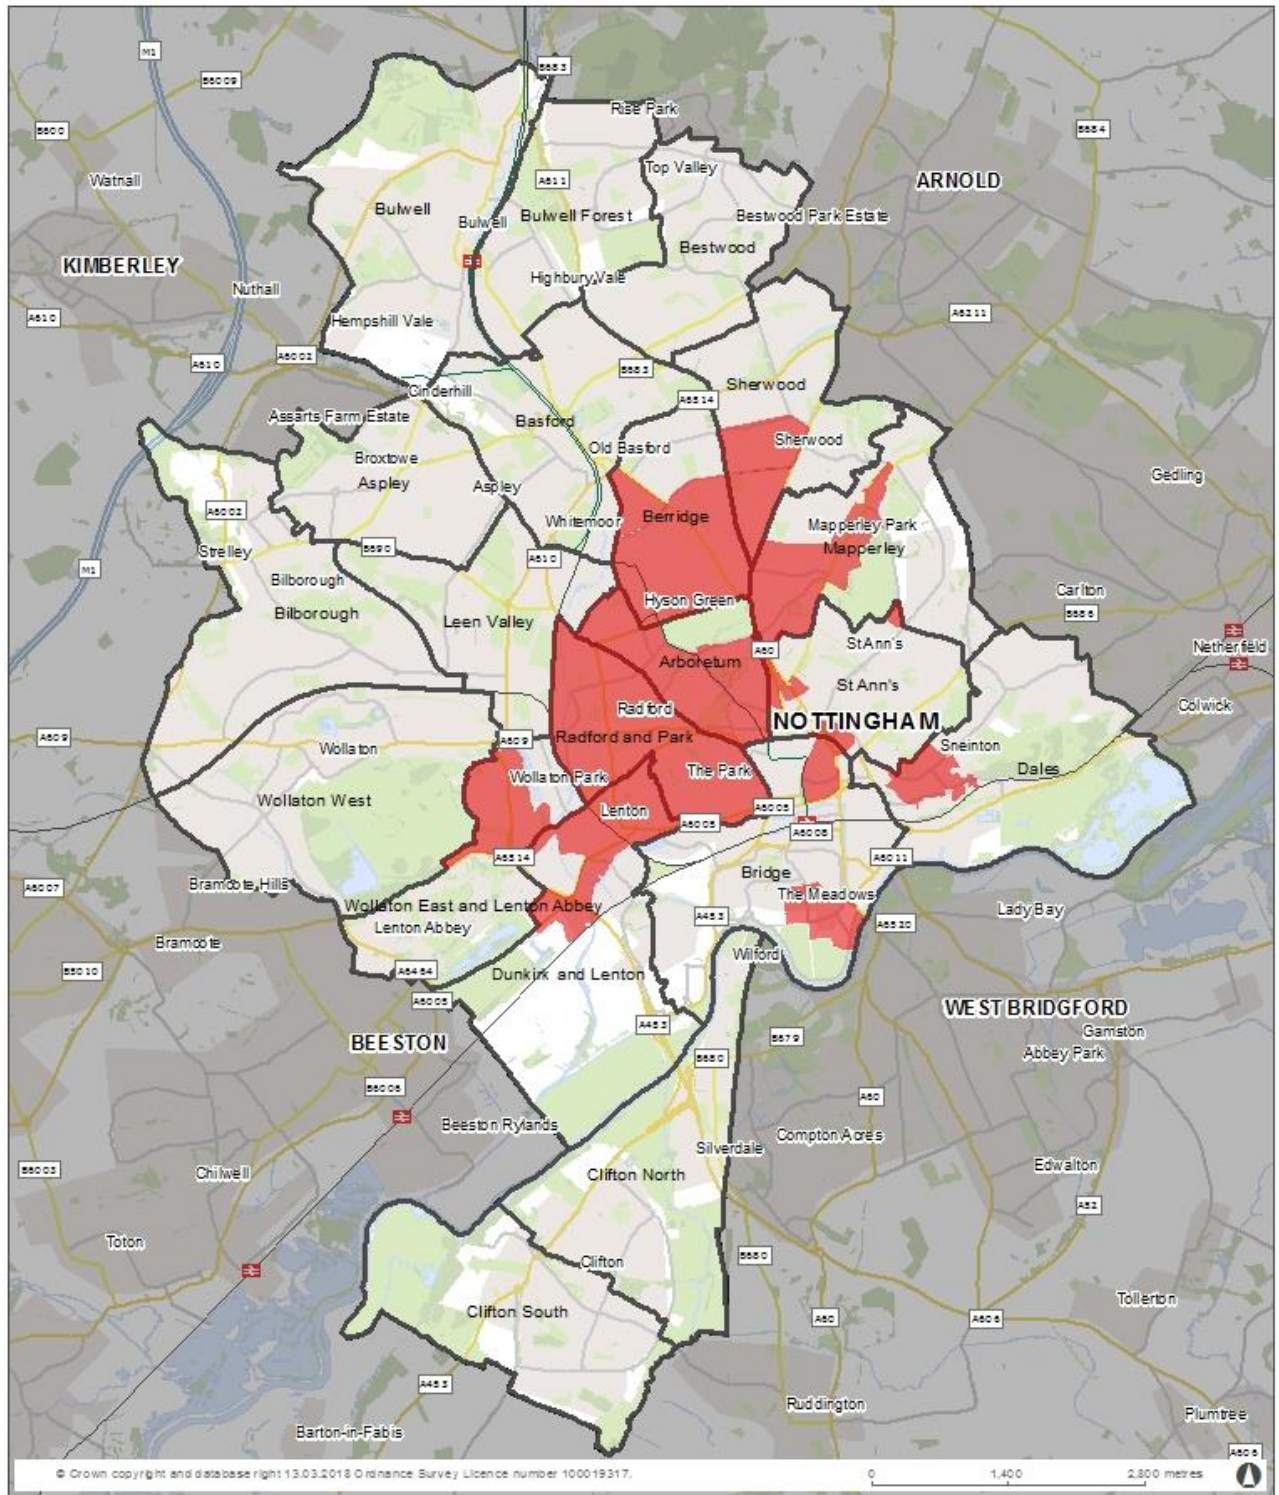 M1
B6009
B683
Rise Park
B600
B684
Watnall
Top Valley
ARNOLD
A611
Bulwell
Bulwell
Bulwell Forest
Bestwood Park Estate
Bestwood
KIMBERLEY
Highbury Vale
Nuthall
A610
Hempshill Vale
A6211
A6002
A610
B683
Sherwood
Cinderhill
A6514
Assarts Farm Estate
Basford
Old Basford
Sherwood
Broxtowe
Aspley
Aspley
Gedling
A6002
Berridge
Whitemoor
Mapperley Park
Mapperley
Strelley
B690
A610
M1
Bilborough
Bilborough
Hyson Green
Carlton
B686
Leen Valley
St Ann's
Netherfield
A60
Arboretum
St Ann's
Radford
Colwick
NOTTINGHAM
A609
A609
Radford and Park
Sneinton
Wollaton
The Park
Dales
Wollaton Park
Wollaton West
Lenton
A6005
A6005
A6008
A6514
A6011
Bridge
A6007
Bramcote Hills
The Meadows
Wollaton East and Lenton Abbey
Lady Bay
A453
A6520
Lenton Abbey
Bramcote
Wilford
B5010
A6464
Dunkirk and Lenton
A6005
WEST BRIDGFORD
A453
Gamston
B679
BEESTON
Abbey Park
B680
B6006
A60
Beeston Rylands
Compton Acres
Silverdale
B6003
Chilwell
Clifton North
Edwalton
A52
Toton
B680
Clifton
Tollerton
Clifton South
A60
A606
A453
Ruddington
Plumtree
Barton-in-Fabis
A606
© Crown copyright and database right 13.03.2018 Ordnance Survey Licence number 100019317.
0 1,400 2,800 metres